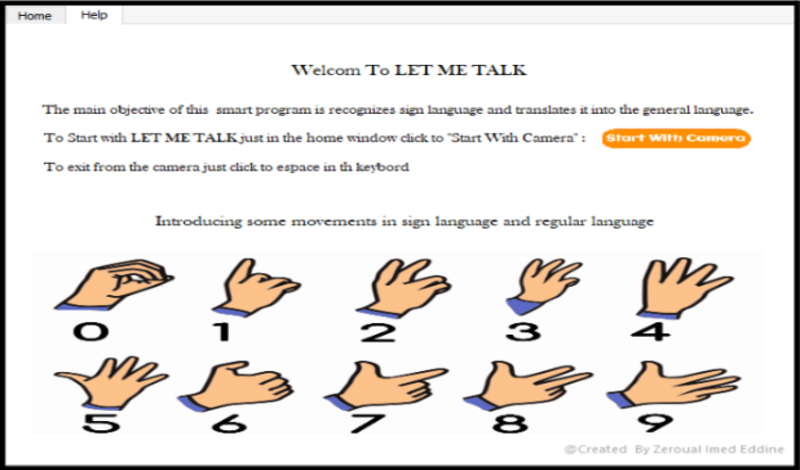 Home Help
Welcom To LET ME TALK
The main objective of this smart program is recognizes sign language and translates it into the general language.
To Start with LET ME TALK just in the home window click to "Start With Camera" : Start With Camera
To exit from the camera just click to espace in th keybord
Introducing some movements in sign language and regular language
0 1 2 3 4
5 6 7 8 9
@Created By Zeroual Imed Eddine